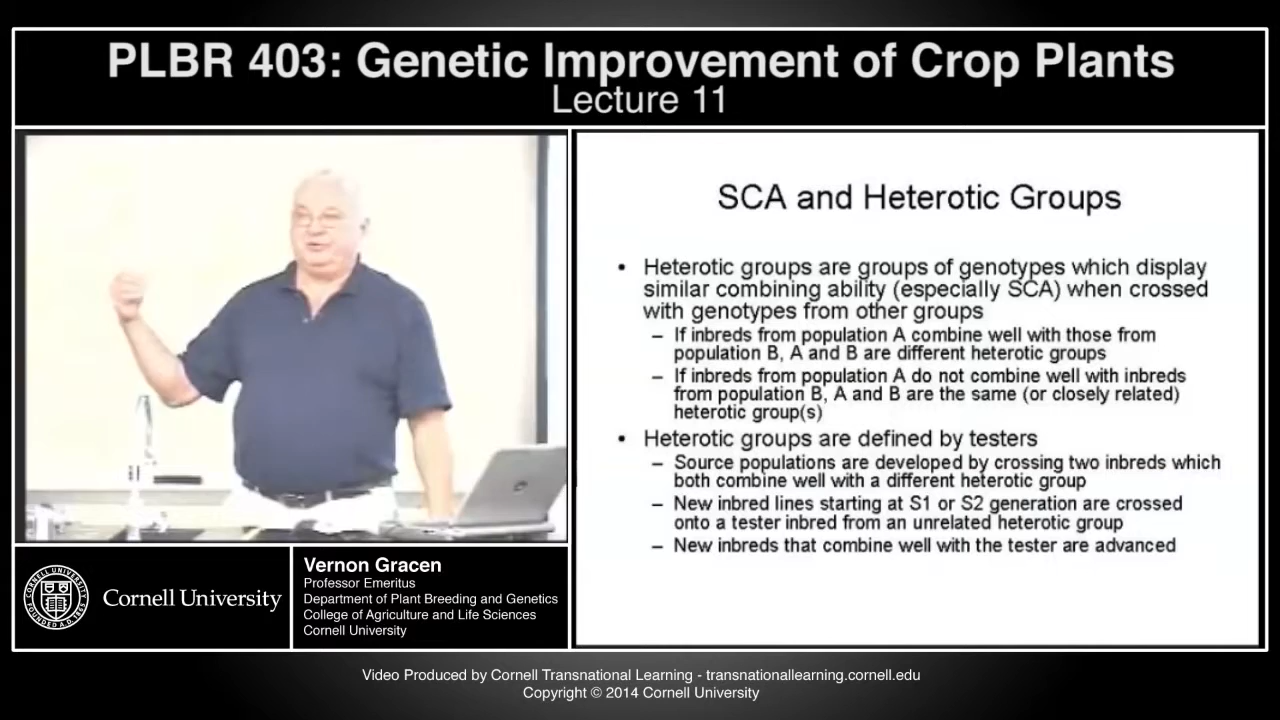 PLBR 403: Genetic Improvement of Crop Plants
Lecture 11
SCA and Heterotic Groups
• Heterotic groups are groups of genotypes which display
similar combining ability (especially SCA) when crossed
with genotypes from other groups
– If inbreds from population A combine well with those from
population B, A and B are different heterotic groups
– If inbreds from population A do not combine well with inbreds
from population B, A and B are the same (or closely related)
heterotic group(s)
• Heterotic groups are defined by testers
– Source populations are developed by crossing two inbreds which
both combine well with a different heterotic group
– New inbred lines starting at S1 or S2 generation are crossed
onto a tester inbred from an unrelated heterotic group
– New inbreds that combine well with the tester are advanced
Cornell University
Vernon Gracen
Professor Emeritus
Department of Plant Breeding and Genetics
College of Agriculture and Life Sciences
Cornell University
Video Produced by Cornell Transnational Learning - transnationallearning.cornell.edu
Copyright © 2014 Cornell University